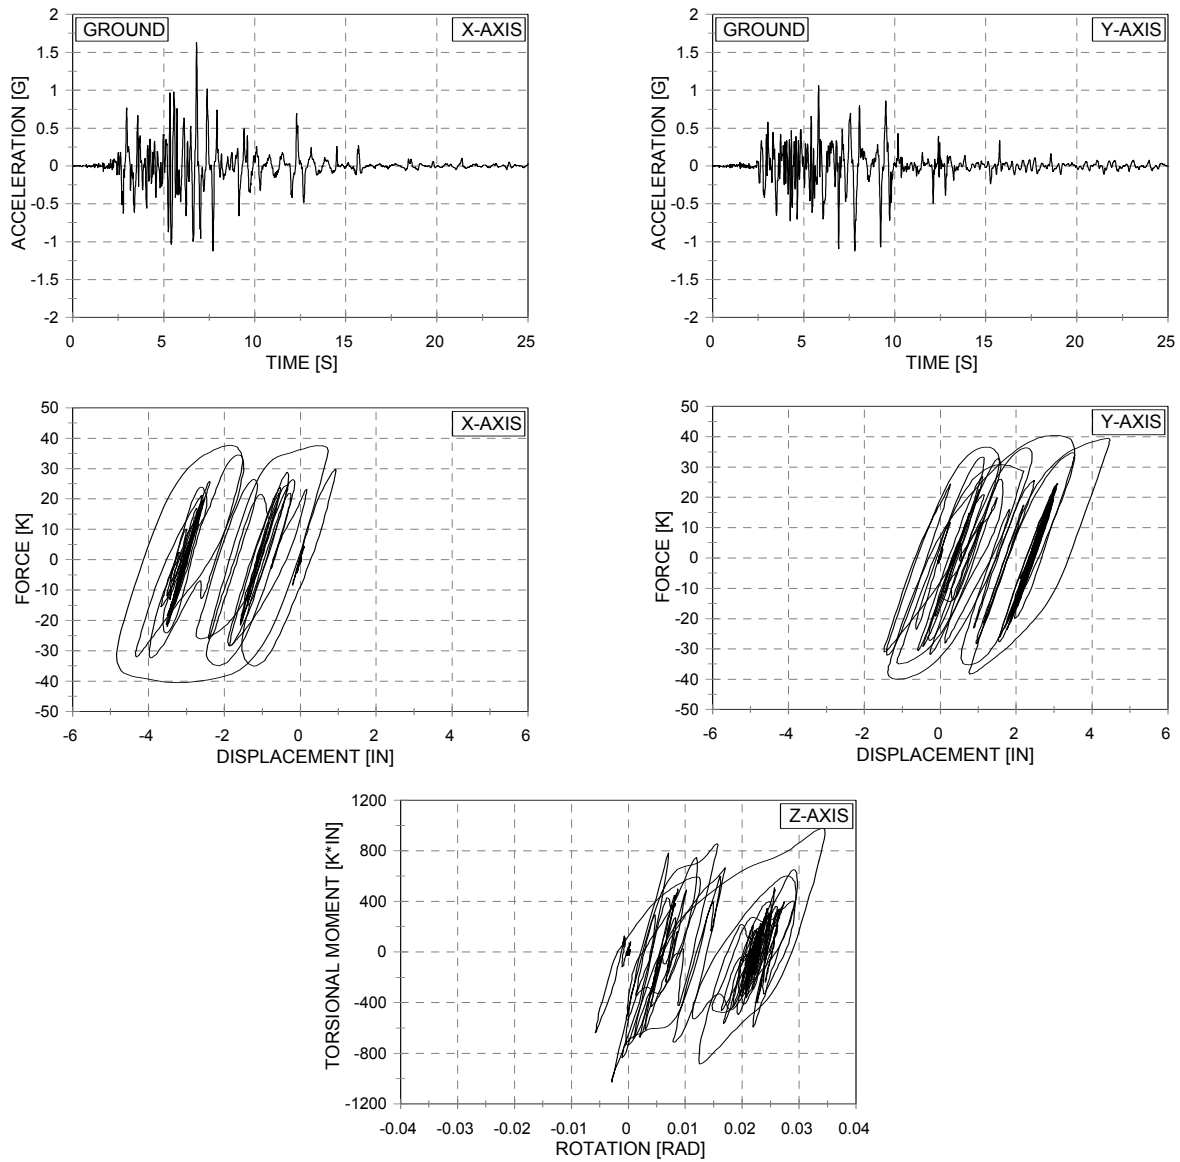 2 2
GROUND X-AXIS GROUND Y-AXIS
1.5 1.5
1 1
0.5 0.5
0 0
-0.5 -0.5
-1 -1
-1.5 -1.5
-2 -2
ACCELERATION [G] ACCELERATION [G]
0 5 10 15 20 25 0 5 10 15 20 25
TIME [S] TIME [S]
50 50
X-AXIS Y-AXIS
40 40
30 30
20 20
10 10
0 0
-10 -10
-20 -20
-30 -30
-40 -40
-50 -50
FORCE [K] FORCE [K]
-6 -4 -2 0 2 4 6 -6 -4 -2 0 2 4 6
DISPLACEMENT [IN] DISPLACEMENT [IN]
1200
Z-AXIS
800
400
0
-400
-800
-1200
TORSIONAL MOMENT [K*IN]
-0.04 -0.03 -0.02 -0.01 0 0.01 0.02 0.03 0.04
ROTATION [RAD]